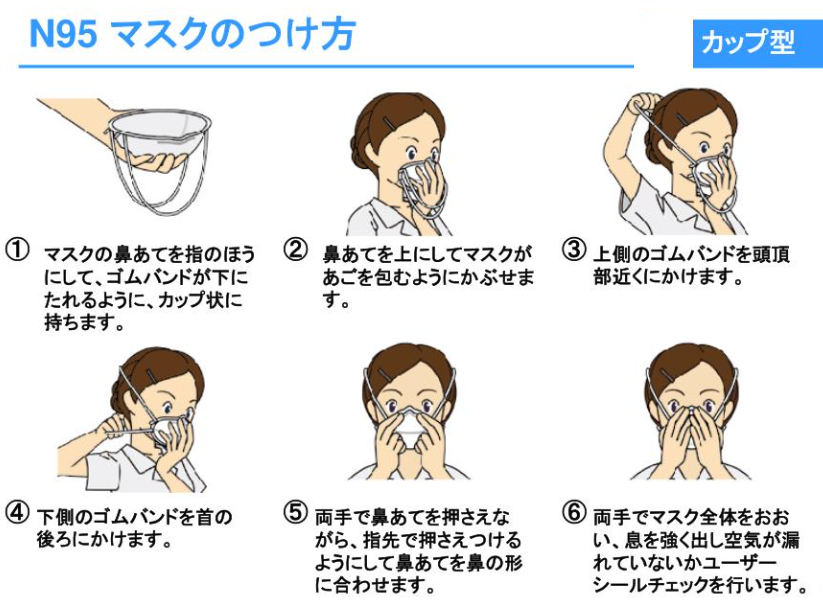 N95 マスクのつけ方
カップ型
① マスクの鼻あてを指のほう
にして、ゴムバンドが下に
たれるように、カップ状に
持ちます。
② 鼻あてを上にしてマスクが
あごを包むようにかぶせま
す。
③ 上側のゴムバンドを頭頂
部近くにかけます。
④ 下側のゴムバンドを首の
後ろにかけます。
⑤ 両手で鼻あてを押さえな
がら、指先で押さえつける
ようにして鼻あてを鼻の形
に合わせます。
⑥ 両手でマスク全体をおお
い、息を強く出し空気が漏
れていないかユーザー
シールチェックを行います。